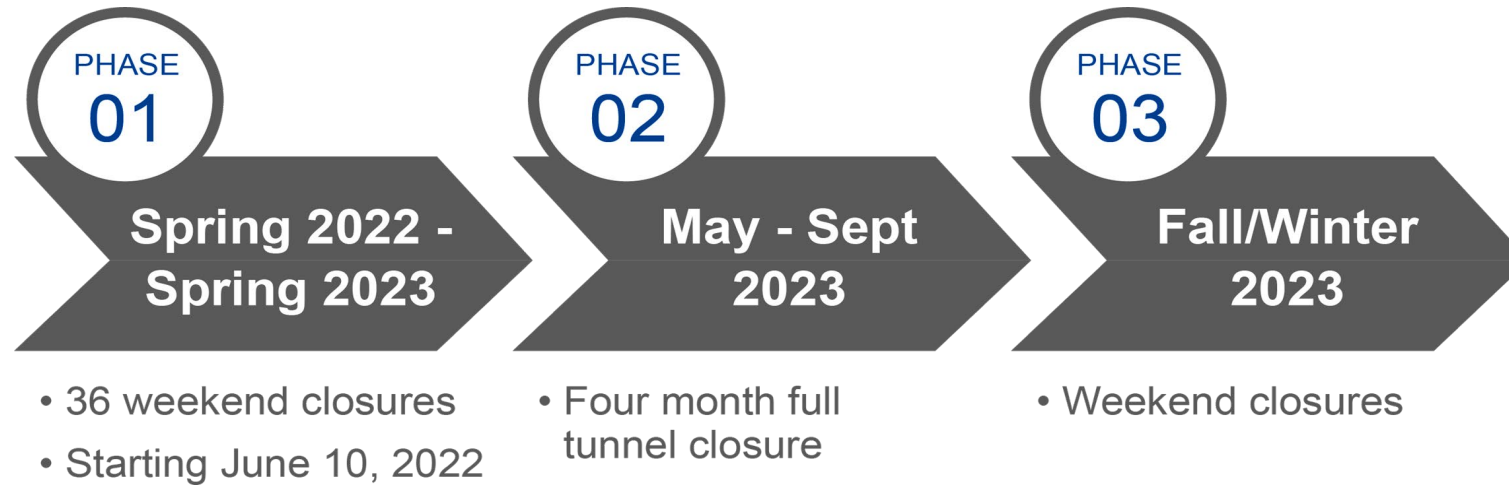 PHASE
01
Spring 2022 -
Spring 2023
• 36 weekend closures
• Starting June 10, 2022
PHASE
02
May - Sept
2023
• Four month full
tunnel closure
PHASE
03
Fall/Winter
2023
• Weekend closures